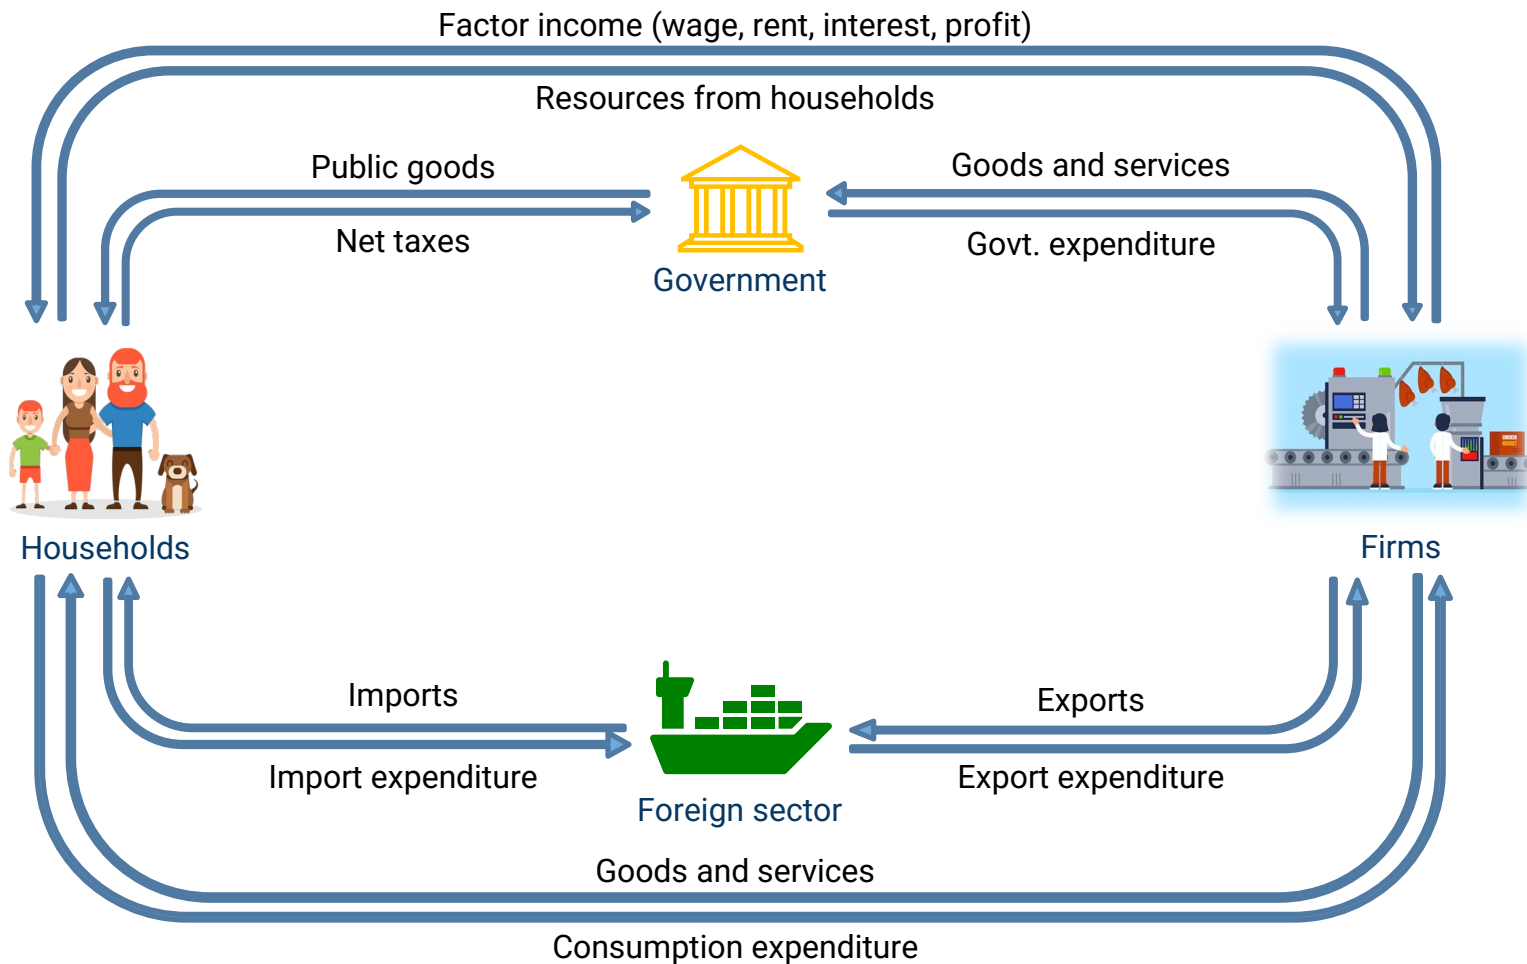 Factor income (wage, rent, interest, profit)
Resources from households
Public goods
Goods and services
Net taxes
Govt. expenditure
Government
Households
Firms
Imports
Exports
Import expenditure
Export expenditure
Foreign sector
Goods and services
Consumption expenditure